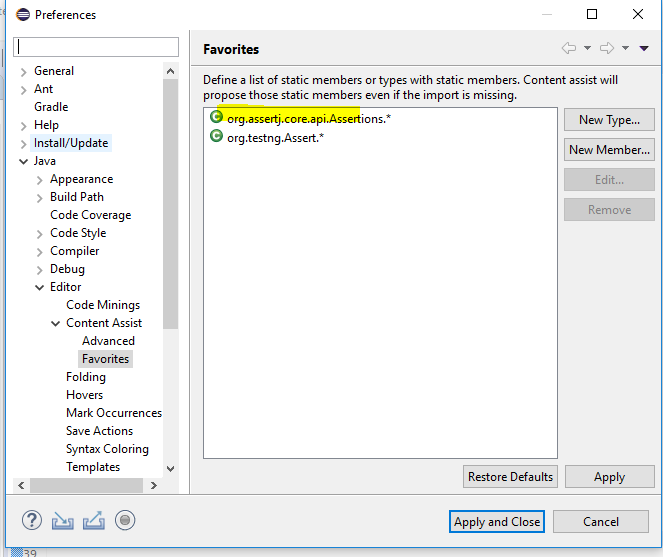 Preferences
Favorites
General
Ant
Gradle
Help
Install/Update
Java
Appearance
Build Path
Code Coverage
Code Style
Compiler
Debug
Editor
Code Minings
Content Assist
Advanced
Favorites
Folding
Hovers
Mark Occurrences
Save Actions
Syntax Coloring
Templates
Define a list of static members or types with static members. Content assist will
propose those static members even if the import is missing.
org.assertj.core.api.Assertions.*
org.testng.Assert.*
New Type...
New Member...
Edit...
Remove
Restore Defaults
Apply
Apply and Close
Cancel
39